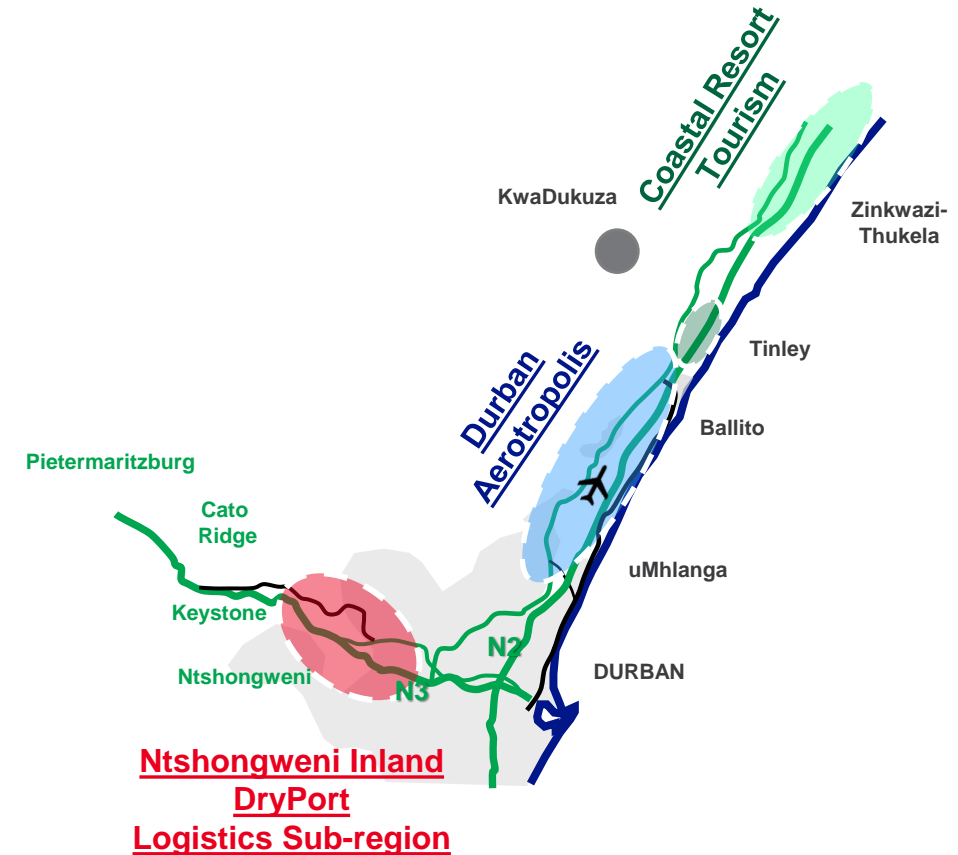 Coastal Resort
Tourism
KwaDukuza
Zinkwazi-
Thukela
Tinley
Durban
Aerotropolis
Ballito
Pietermaritzburg
Cato
Ridge
uMhlanga
Keystone
N2
Ntshongweni
DURBAN
N3
Ntshongweni Inland
DryPort
Logistics Sub-region